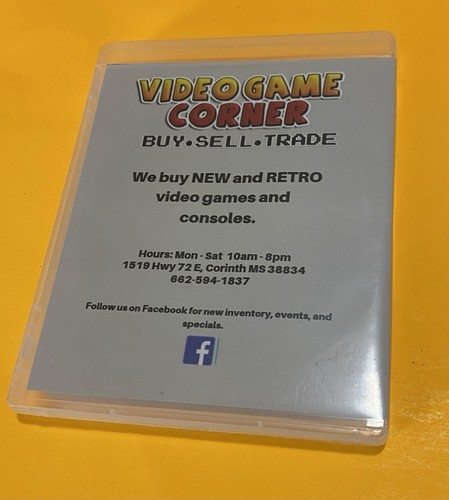 VIDEO GAME
CORNER
BUY•SELL•TRADE
We buy NEW and RETRO
video games and
consoles.
Hours: Mon - Sat 10am - 8pm
1519 Hwy 72 E, Corinth MS 38834
662-594-1837
Follow us on Facebook for new inventory, events, and
specials.
f